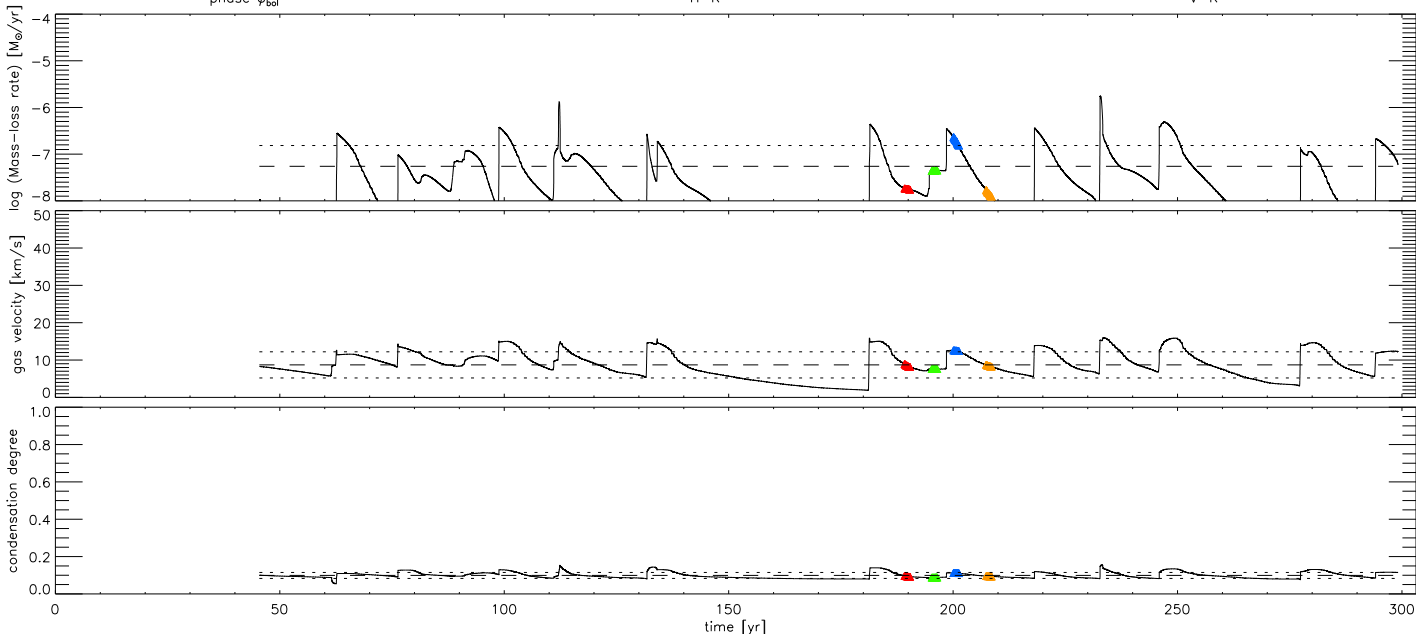 phase φbol
log (Mass−loss rate) [M⊙/yr]
−4
−5
−6
−7
−8
gas velocity [km/s]
50
40
30
20
10
0
condensation degree
1.0
0.8
0.6
0.4
0.2
0.0
0 50 100 150 200 250 300
time [yr]